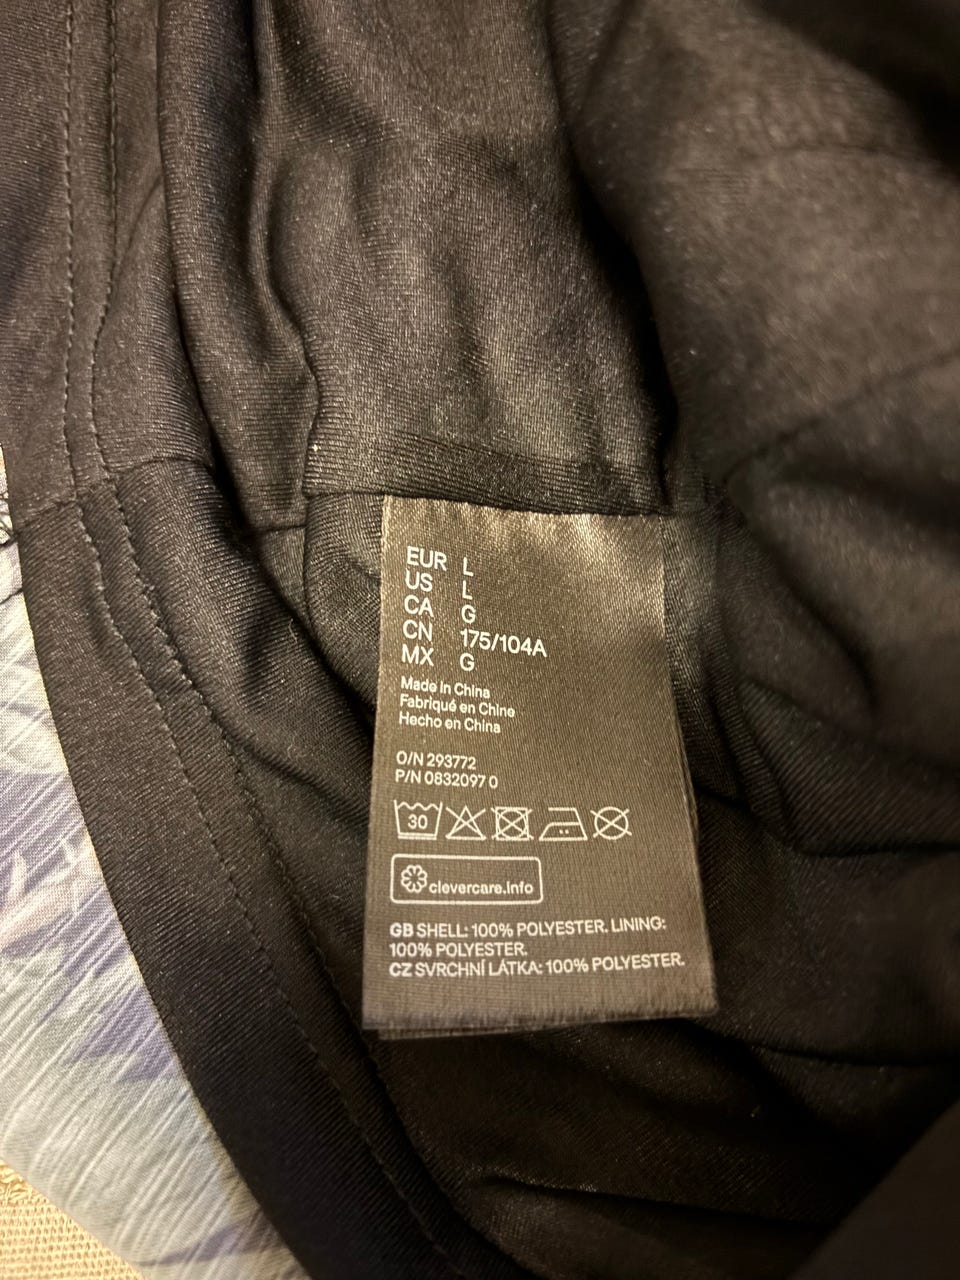 EUR L
US L
CA G
CN 175/104A
MX G
Made in China
Fabriqué en Chine
Hecho en China
O/N 293772
P/N 0832097 0
30
clevercare.info
GB SHELL: 100% POLYESTER. LINING:
100% POLYESTER.
CZ SVRCHNÍ LÁTKA: 100% POLYESTER.